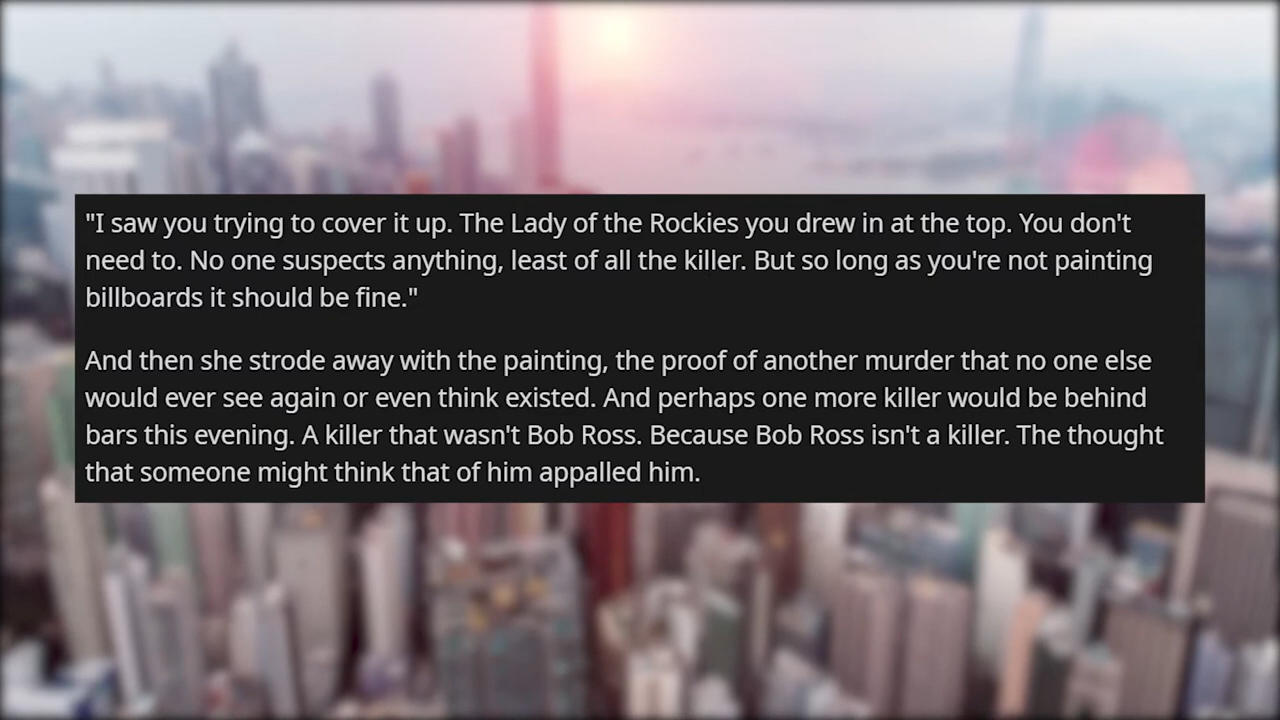 "I saw you trying to cover it up. The Lady of the Rockies you drew in at the top. You don't
need to. No one suspects anything, least of all the killer. But so long as you're not painting
billboards it should be fine."
And then she strode away with the painting, the proof of another murder that no one else
would ever see again or even think existed. And perhaps one more killer would be behind
bars this evening. A killer that wasn't Bob Ross. Because Bob Ross isn't a killer. The thought
that someone might think that of him appalled him.